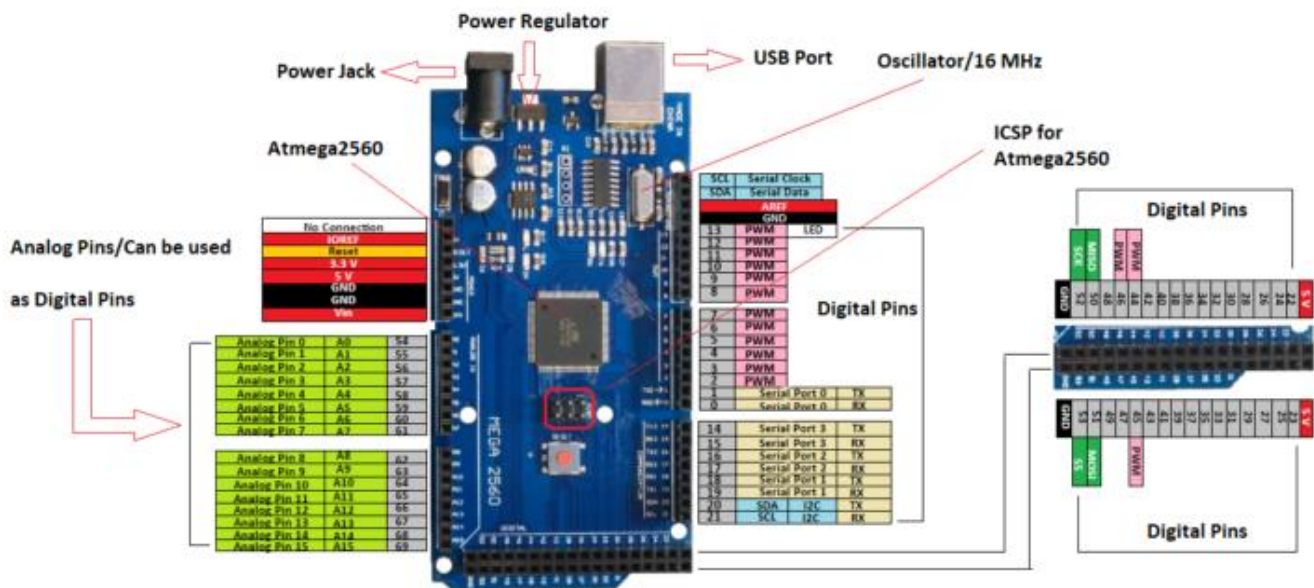 Power Regulator
Power Jack
USB Port
Oscillator/16 MHz
Atmega2560
ICSP for
Atmega2560
Analog Pins/Can be used
as Digital Pins
No Connection
IOREF
Reset
3.3 V
5 V
GND
GND
Vin
Analog Pin 0 A0 54
Analog Pin 1 A1 55
Analog Pin 2 A2 56
Analog Pin 3 A3 57
Analog Pin 4 A4 58
Analog Pin 5 A5 59
Analog Pin 6 A6 60
Analog Pin 7 A7 61
Analog Pin 8 A8 62
Analog Pin 9 A9 63
Analog Pin 10 A10 64
Analog Pin 11 A11 65
Analog Pin 12 A12 66
Analog Pin 13 A13 67
Analog Pin 14 A14 68
Analog Pin 15 A15 69
MADE IN
RESET
MEGA 2560
DIGITAL
SCL Serial Clock
SDA Serial Data
AREF
GND
13 PWM LED
12 PWM
11 PWM
10 PWM
9 PWM
8 PWM
7 PWM
6 PWM
5 PWM
4 PWM
3 PWM
2 PWM
1 Serial Port 0 TX
0 Serial Port 0 RX
14 Serial Port 3 TX
15 Serial Port 3 RX
16 Serial Port 2 TX
17 Serial Port 2 RX
18 Serial Port 1 TX
19 Serial Port 1 RX
20 SDA I2C TX
21 SCL I2C RX
Digital Pins
Digital Pins
SCK MISO PWM PWM
GND 52 50 48 46 44 42 40 38 36 34 32 30 28 26 24 22 5 V
GND 53 51 49 47 45 43 41 39 37 35 33 31 29 27 25 23 5 V
SS MOSI PWM
Digital Pins